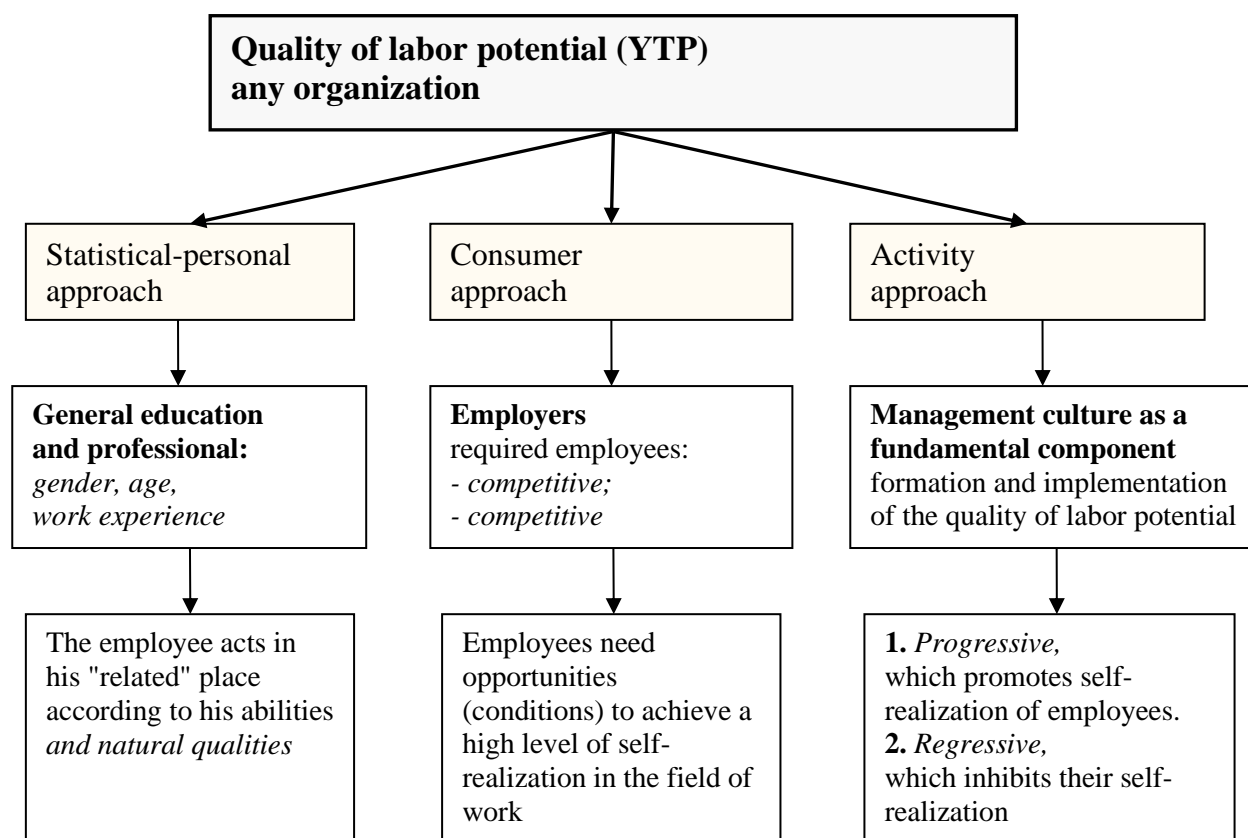 Quality of labor potential (YTP)
any organization
Statistical-personal
approach
Consumer
approach
Activity
approach
General education
and professional:
gender, age,
work experience
Employers
required employees:
- competitive;
- competitive
Management culture as a
fundamental component
formation and implementation
of the quality of labor potential
The employee acts in
his "related" place
according to his abilities
and natural qualities
Employees need
opportunities
(conditions) to achieve a
high level of self-
realization in the field of
work
1. Progressive,
which promotes self-
realization of employees.
2. Regressive,
which inhibits their self-
realization